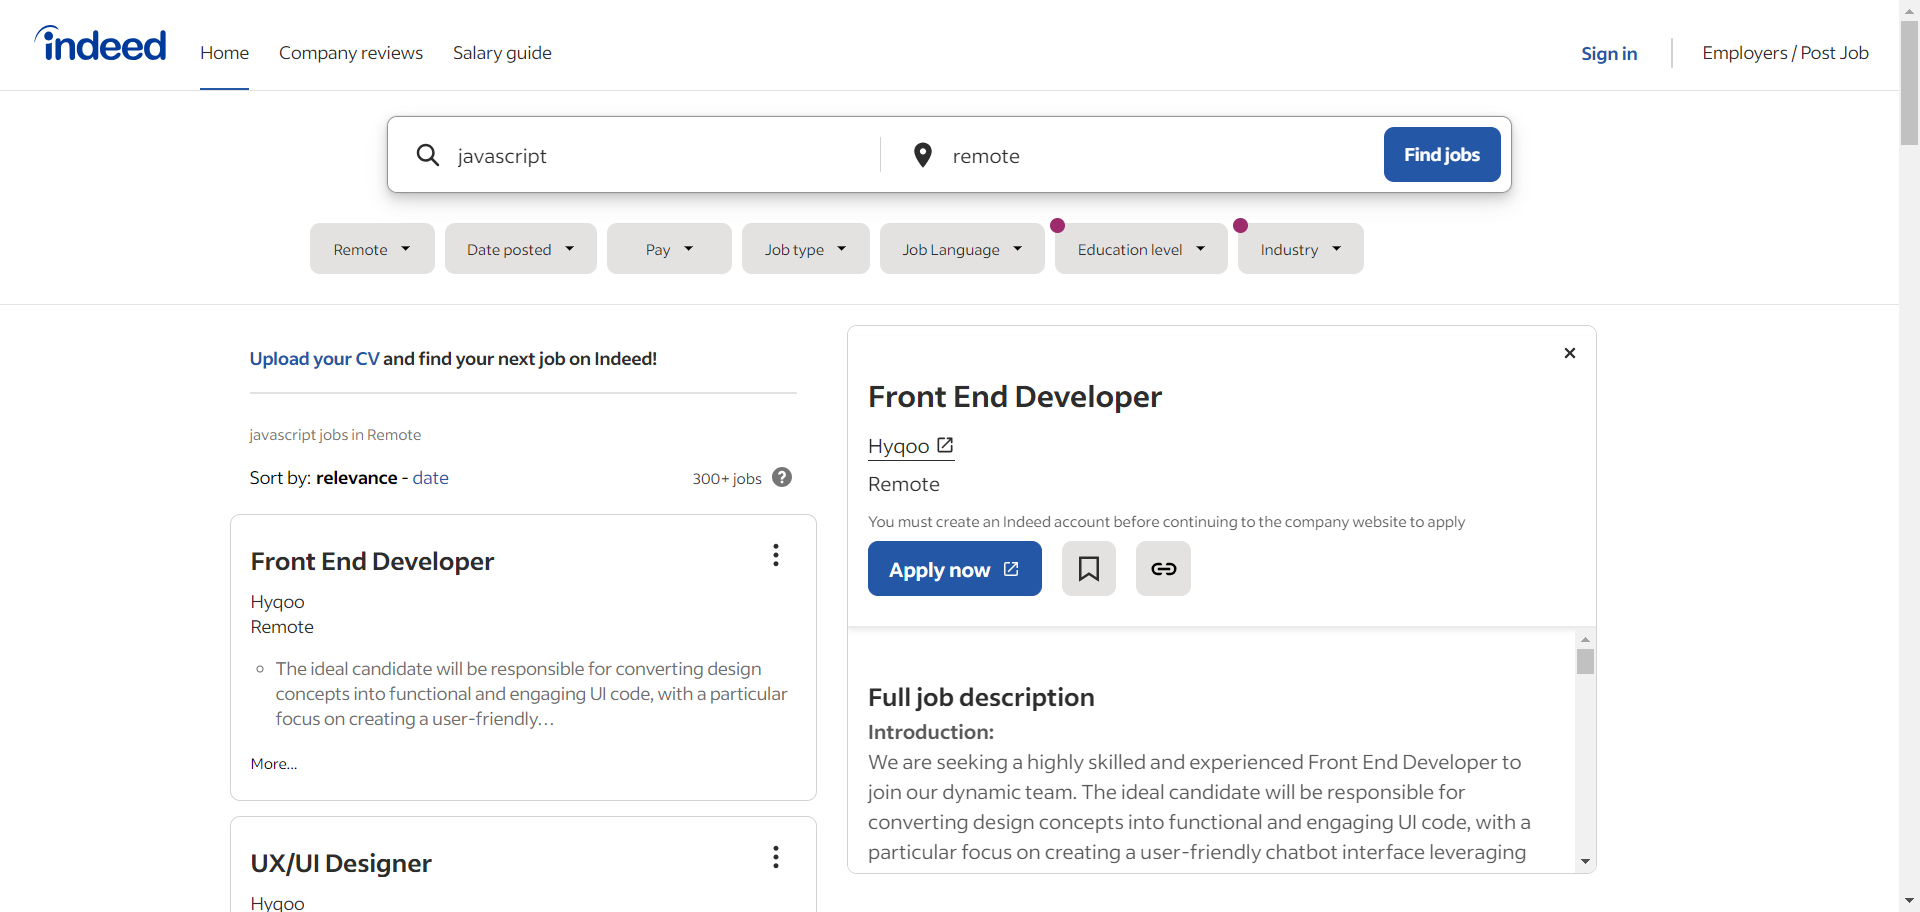 indeed
Home
Company reviews
Salary guide
Sign in
Employers / Post Job
javascript
remote
Find jobs
Remote
Date posted
Pay
Job type
Job Language
Education level
Industry
Upload your CV and find your next job on Indeed!
javascript jobs in Remote
Sort by: relevance - date
300+ jobs
?
Front End Developer
Hyqoo
Remote
The ideal candidate will be responsible for converting design
concepts into functional and engaging UI code, with a particular
focus on creating a user-friendly…
More...
UX/UI Designer
Hyqoo
Front End Developer
Hyqoo
Remote
You must create an Indeed account before continuing to the company website to apply
Apply now
Full job description
Introduction:
We are seeking a highly skilled and experienced Front End Developer to
join our dynamic team. The ideal candidate will be responsible for
converting design concepts into functional and engaging UI code, with a
particular focus on creating a user-friendly chatbot interface leveraging